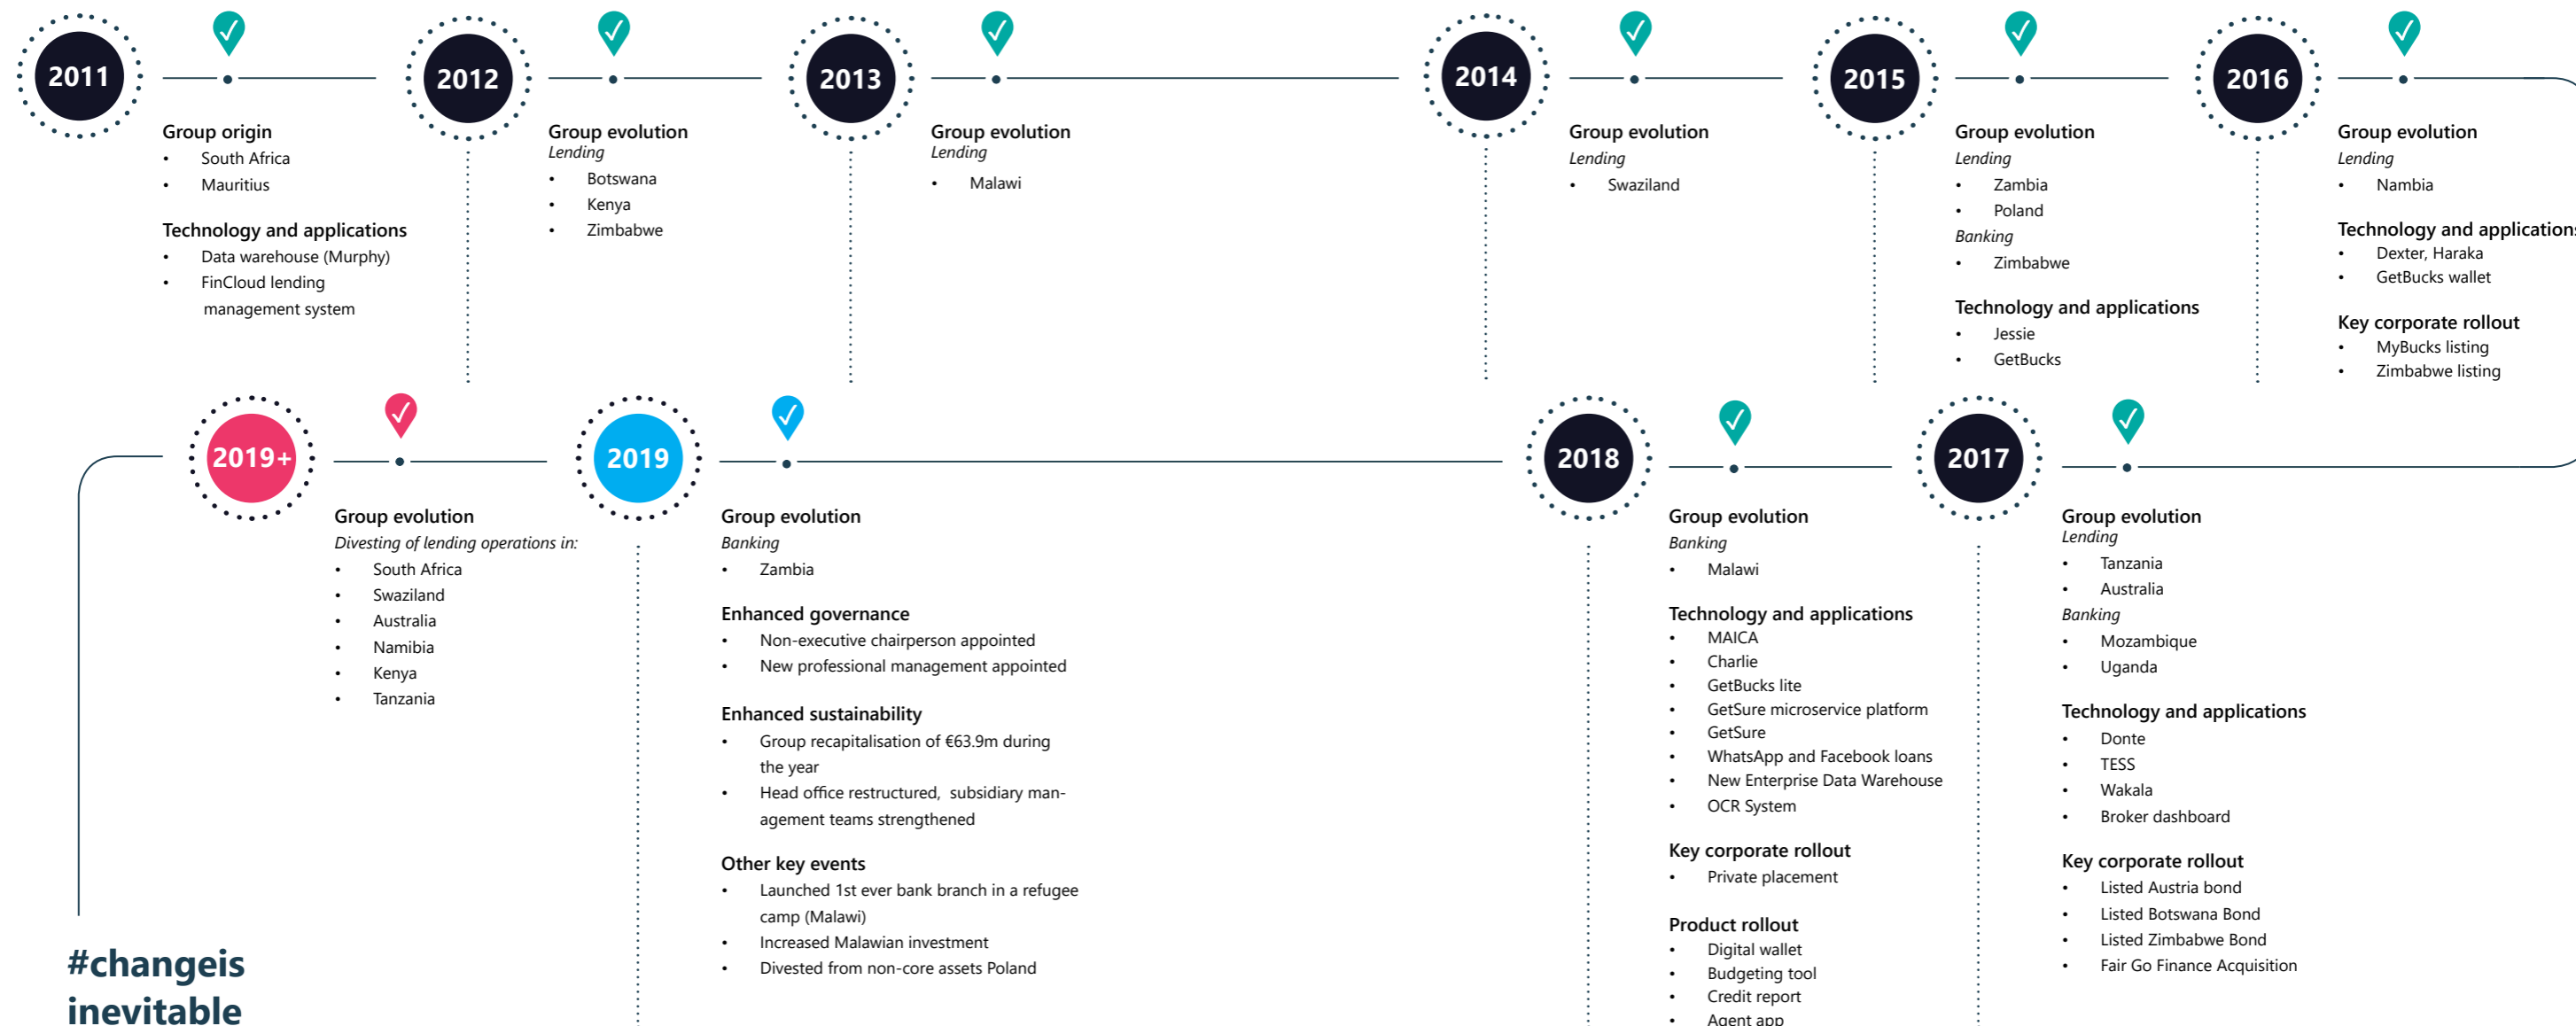 2011
Group origin
• South Africa
• Mauritius
Technology and applications
• Data warehouse (Murphy)
• FinCloud lending
management system
2012
Group evolution
Lending
• Botswana
• Kenya
• Zimbabwe
2013
Group evolution
Lending
• Malawi
2014
Group evolution
Lending
• Swaziland
2015
Group evolution
Lending
• Zambia
• Poland
Banking
• Zimbabwe
Technology and applications
• Jessie
• GetBucks
2016
Group evolution
Lending
• Nambia
Technology and applications
• Dexter, Haraka
• GetBucks wallet
Key corporate rollout
• MyBucks listing
• Zimbabwe listing
2017
Group evolution
Lending
• Tanzania
• Australia
Banking
• Mozambique
• Uganda
Technology and applications
• Donte
• TESS
• Wakala
• Broker dashboard
Key corporate rollout
• Listed Austria bond
• Listed Botswana Bond
• Listed Zimbabwe Bond
• Fair Go Finance Acquisition
2018
Group evolution
Banking
• Malawi
Technology and applications
• MAICA
• Charlie
• GetBucks lite
• GetSure microservice platform
• GetSure
• WhatsApp and Facebook loans
• New Enterprise Data Warehouse
• OCR System
Key corporate rollout
• Private placement
Product rollout
• Digital wallet
• Budgeting tool
• Credit report
• Agent app
2019
Group evolution
Banking
• Zambia
Enhanced governance
• Non-executive chairperson appointed
• New professional management appointed
Enhanced sustainability
• Group recapitalisation of €63.9m during
the year
• Head office restructured, subsidiary man-
agement teams strengthened
Other key events
• Launched 1st ever bank branch in a refugee
camp (Malawi)
• Increased Malawian investment
• Divested from non-core assets Poland
2019+
Group evolution
Divesting of lending operations in:
• South Africa
• Swaziland
• Australia
• Namibia
• Kenya
• Tanzania
#changeis
inevitable